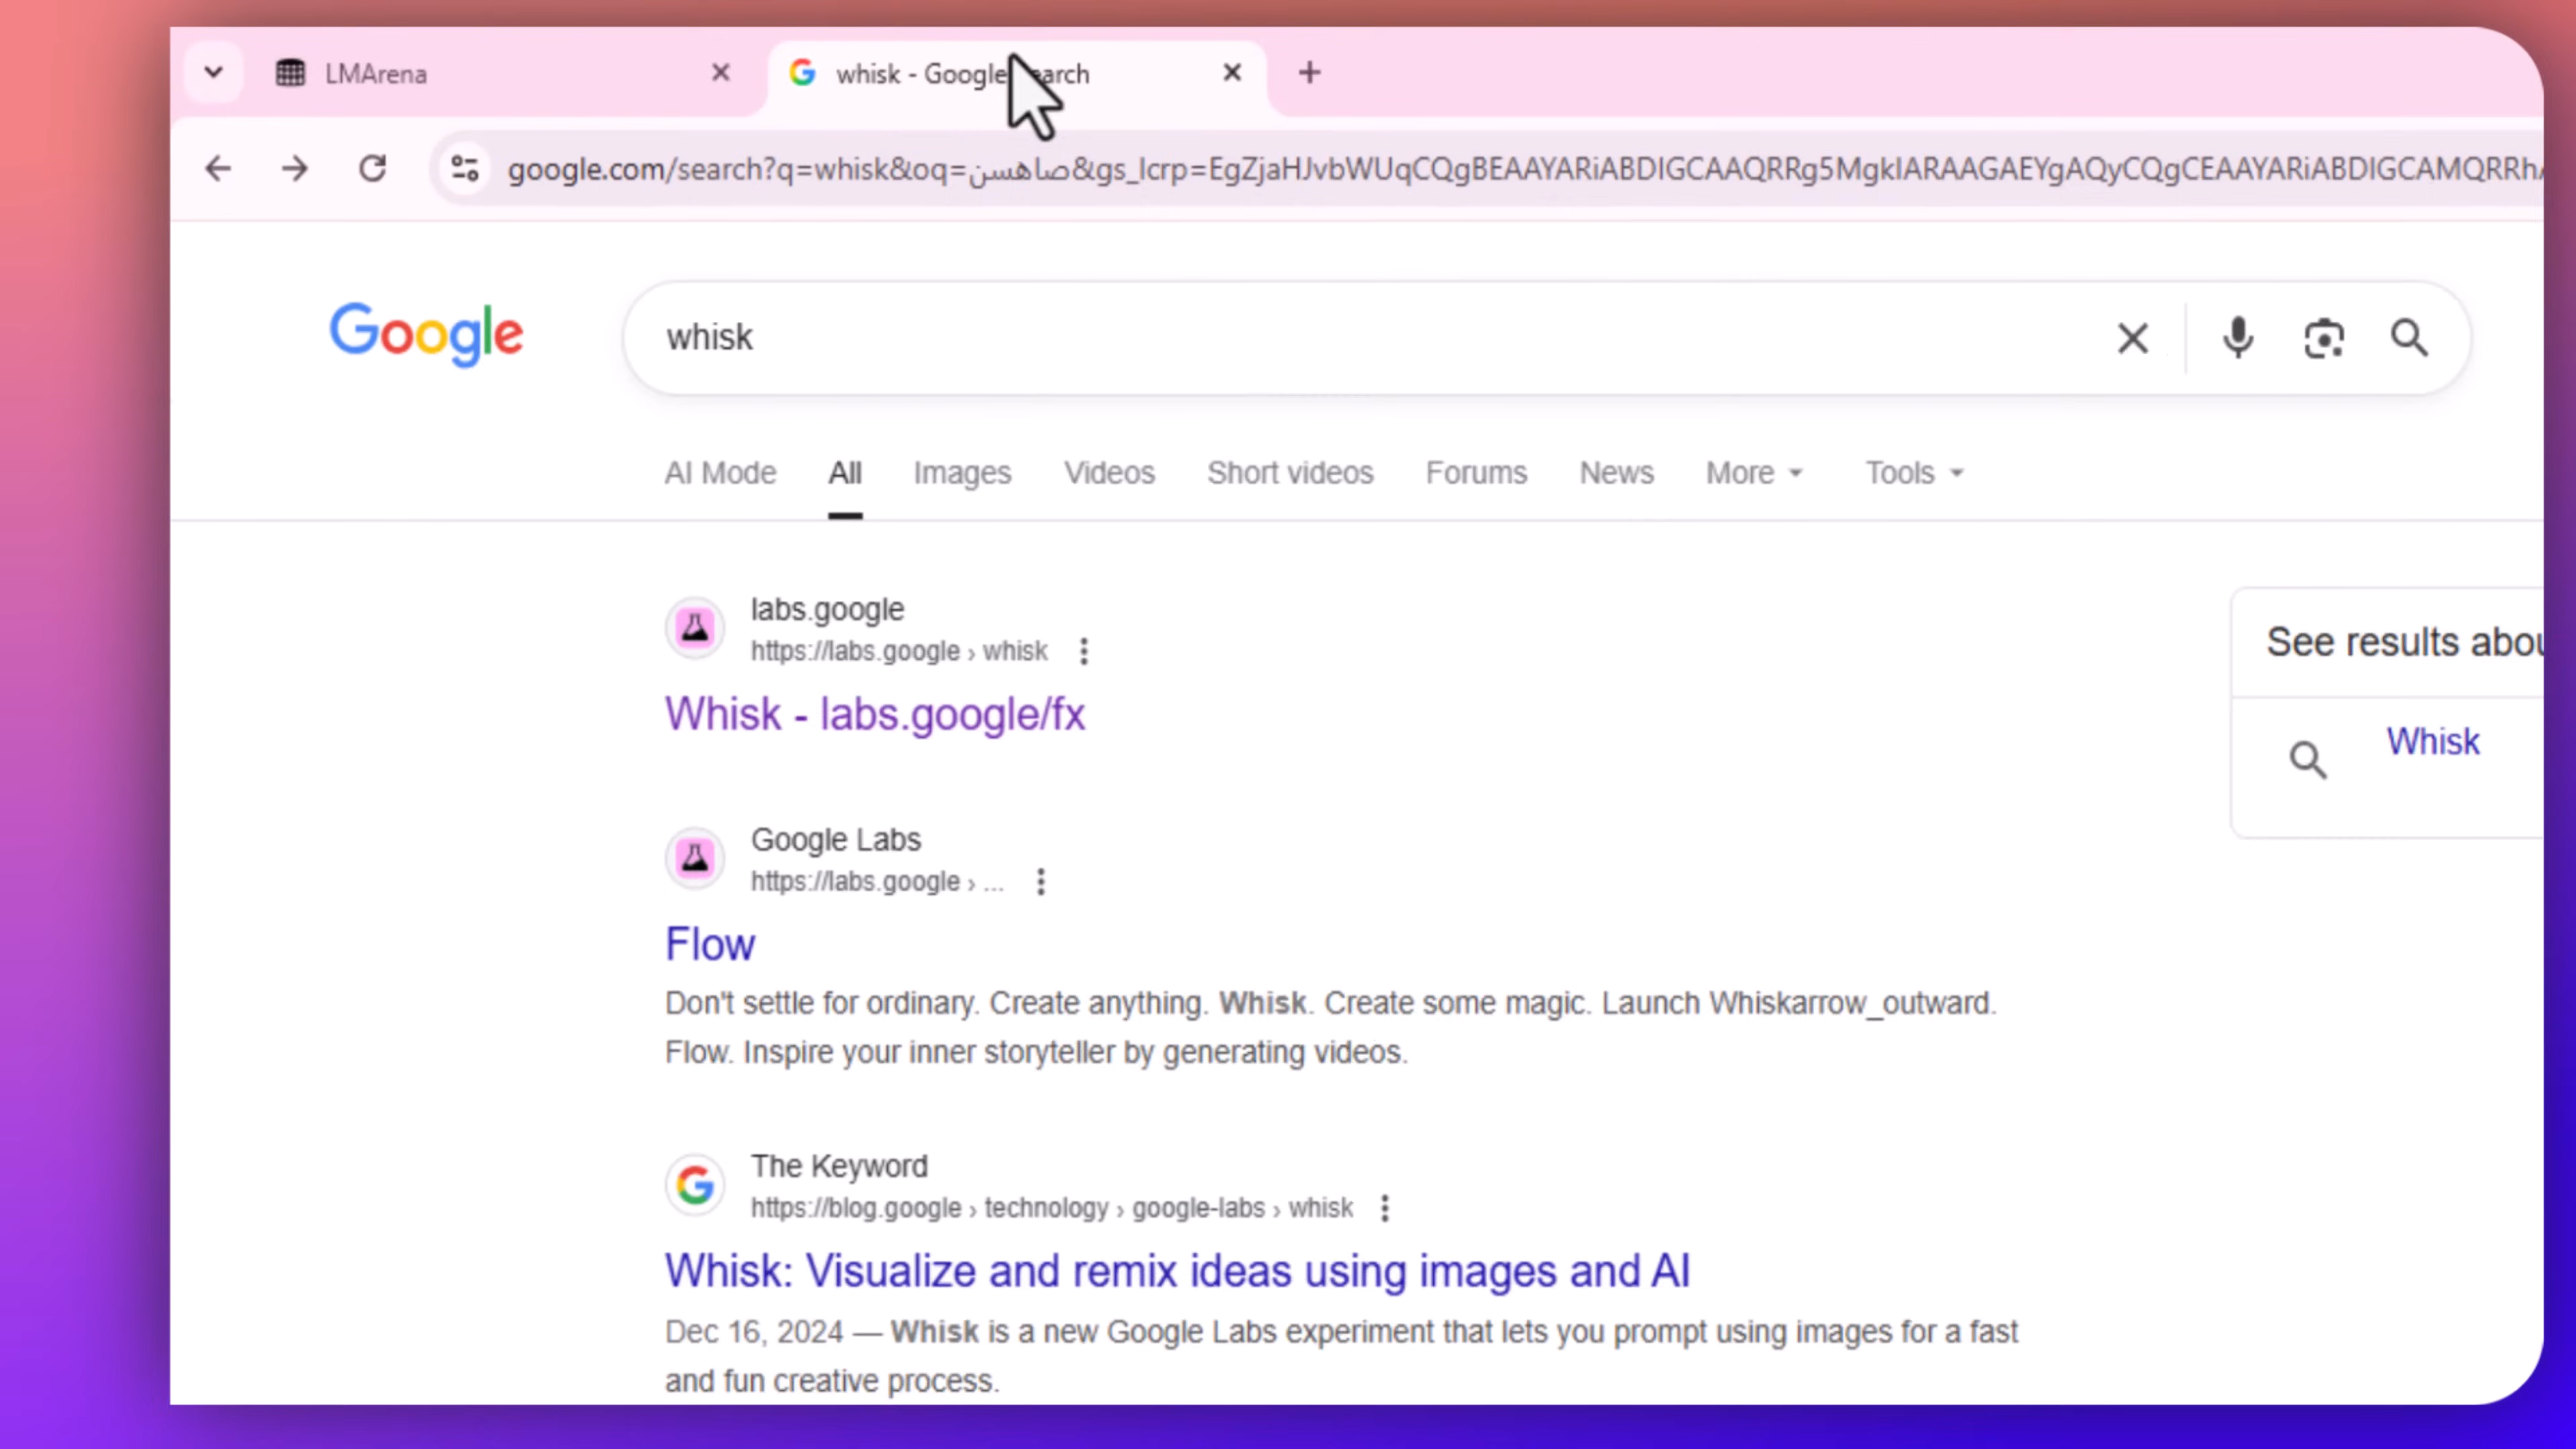 LMArena
whisk - Google Search
google.com/search?q=whisk&oq=صاهسن&gs_lcrp=EgZjaHJvbWUqCQgBEAAYARiABDIGCAAQRRg5MgkIARAAGAEYgAQyCQgCEAAYARiABDIGCAMQRRh
Google
whisk
AI Mode All Images Videos Short videos Forums News More Tools
labs.google
https://labs.google › whisk
Whisk - labs.google/fx
See results abou
Whisk
Google Labs
https://labs.google › ...
Flow
Don't settle for ordinary. Create anything. Whisk. Create some magic. Launch Whiskarrow_outward.
Flow. Inspire your inner storyteller by generating videos.
The Keyword
https://blog.google › technology › google-labs › whisk
Whisk: Visualize and remix ideas using images and AI
Dec 16, 2024 — Whisk is a new Google Labs experiment that lets you prompt using images for a fast
and fun creative process.